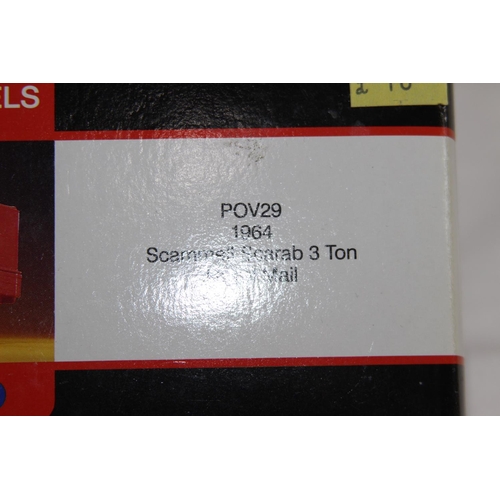 ELS
POV29
1964
Scammell Scarab 3 Ton
Mail